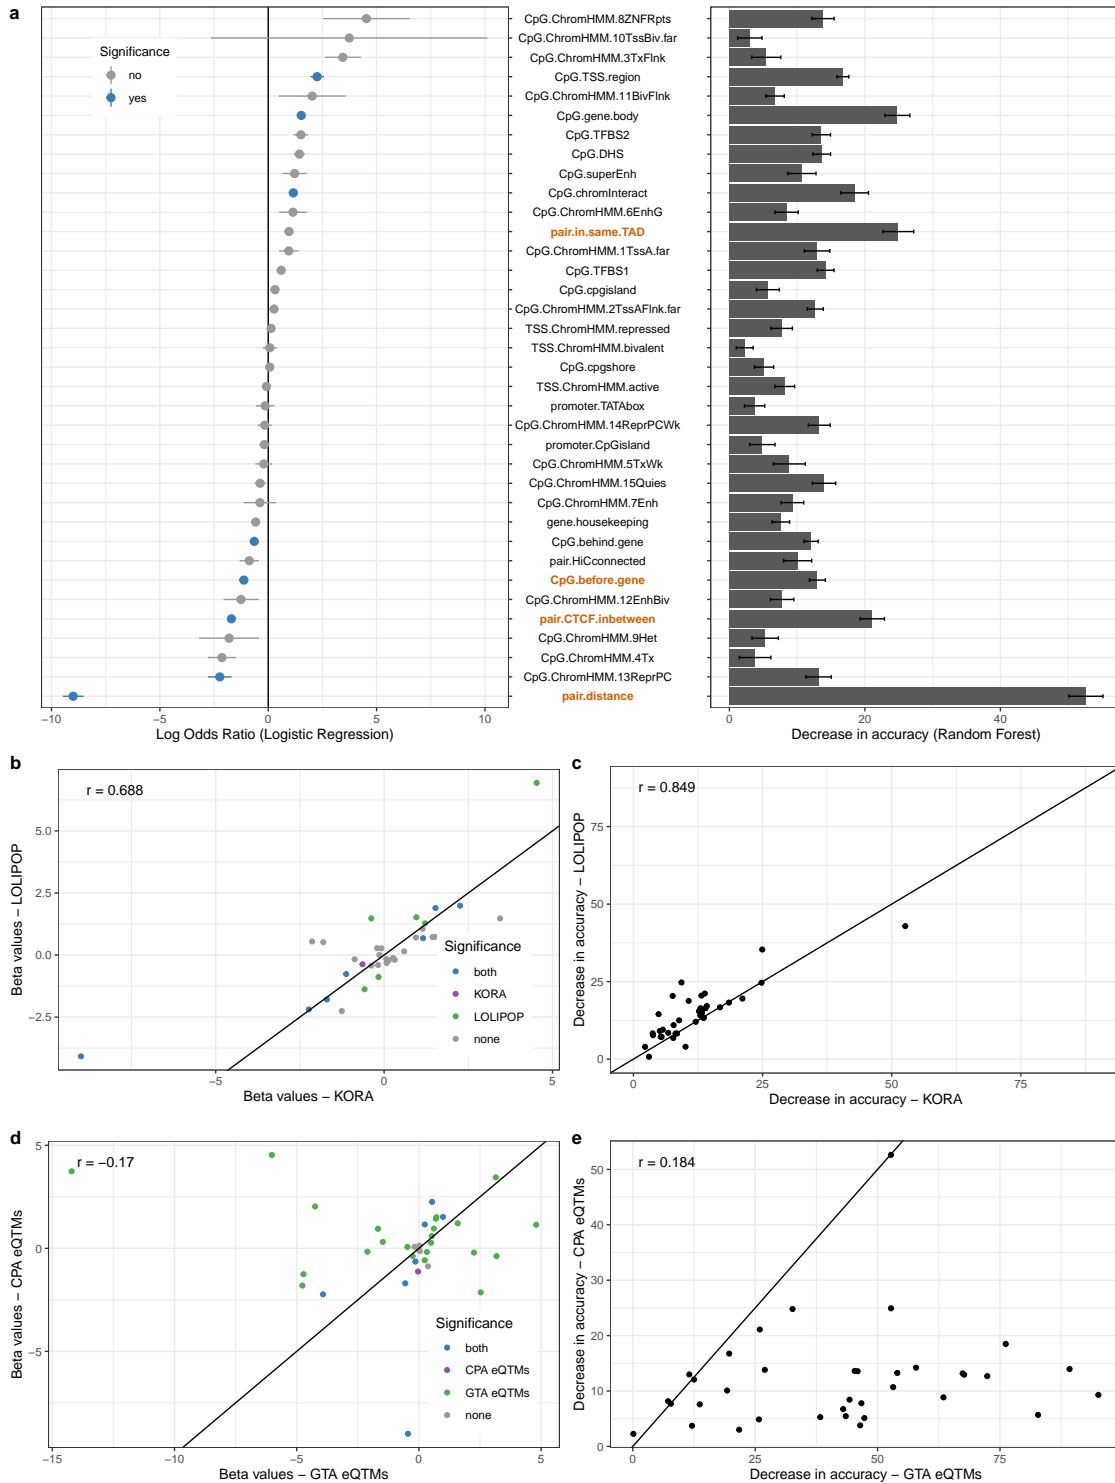 a
Significance
no
yes
CpG.ChromHMM.8ZNFRpts
CpG.ChromHMM.10TssBiv.far
CpG.ChromHMM.3TxFlnk
CpG.TSS.region
CpG.ChromHMM.11BivFlnk
CpG.gene.body
CpG.TFBS2
CpG.DHS
CpG.superEnh
CpG.chromInteract
CpG.ChromHMM.6EnhG
pair.in.same.TAD
CpG.ChromHMM.1TssA.far
CpG.TFBS1
CpG.cpgisland
CpG.ChromHMM.2TssAFlnk.far
TSS.ChromHMM.repressed
TSS.ChromHMM.bivalent
CpG.cpgshore
TSS.ChromHMM.active
promoter.TATAbox
CpG.ChromHMM.14ReprPCWk
promoter.CpGisland
CpG.ChromHMM.5TxWk
CpG.ChromHMM.15Quies
CpG.ChromHMM.7Enh
gene.housekeeping
CpG.behind.gene
pair.HiCconnected
CpG.before.gene
CpG.ChromHMM.12EnhBiv
pair.CTCF.inbetween
CpG.ChromHMM.9Het
CpG.ChromHMM.4Tx
CpG.ChromHMM.13ReprPC
pair.distance
−10 −5 0 5 10
Log Odds Ratio (Logistic Regression)
0 20 40
Decrease in accuracy (Random Forest)
b
r = 0.688
5.0
2.5
0.0
−2.5
Beta values − LOLIPOP
Significance
both
KORA
LOLIPOP
none
−5 0 5
Beta values − KORA
c
r = 0.849
75
50
25
0
Decrease in accuracy − LOLIPOP
0 25 50 75
Decrease in accuracy − KORA
d
r = −0.17
5
0
−5
Beta values − CPA eQTMs
Significance
both
CPA eQTMs
GTA eQTMs
none
−15 −10 −5 0 5
Beta values − GTA eQTMs
e
r = 0.184
50
40
30
20
10
0
Decrease in accuracy − CPA eQTMs
0 25 50 75
Decrease in accuracy − GTA eQTMs